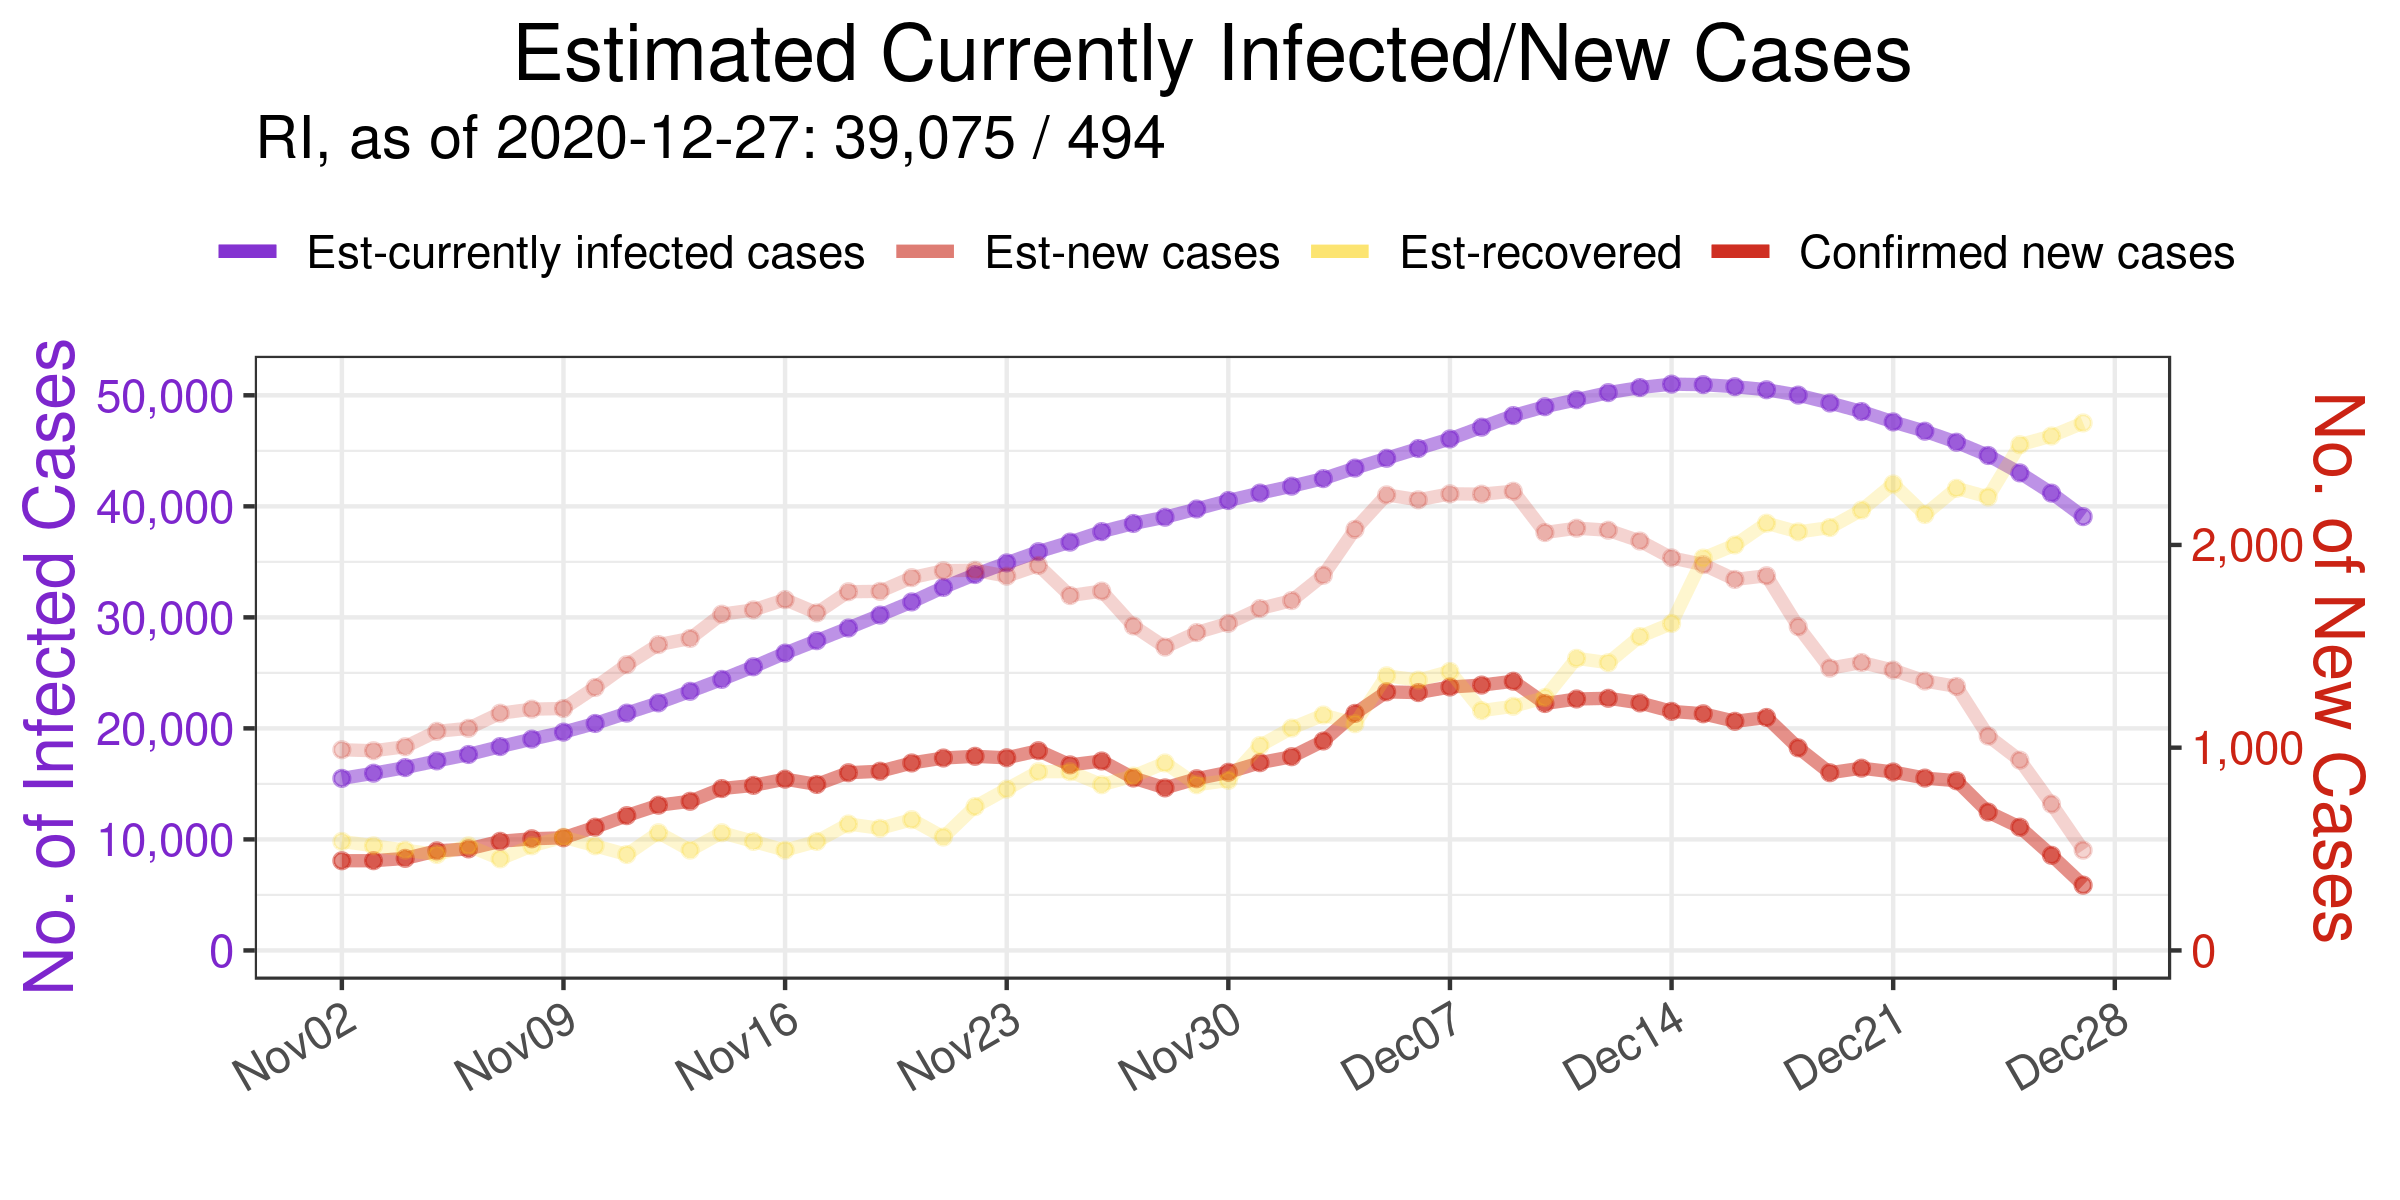 Estimated Currently Infected/New Cases
RI, as of 2020-12-27: 39,075 / 494
Est-currently infected cases Est-new cases Est-recovered Confirmed new cases
No. of Infected Cases
50,000
40,000
30,000
20,000
10,000
0
No. of New Cases
2,000
1,000
0
Nov02 Nov09 Nov16 Nov23 Nov30 Dec07 Dec14 Dec21 Dec28